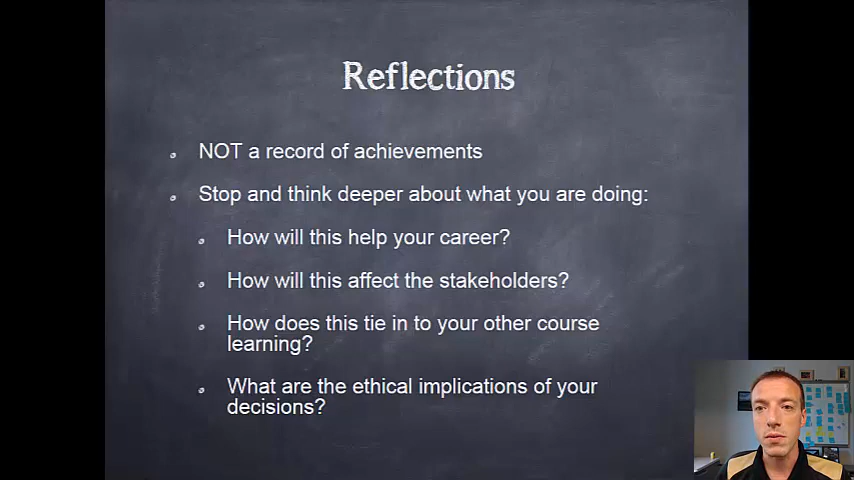 Reflections
NOT a record of achievements
Stop and think deeper about what you are doing:
How will this help your career?
How will this affect the stakeholders?
How does this tie in to your other course
learning?
What are the ethical implications of your
decisions?